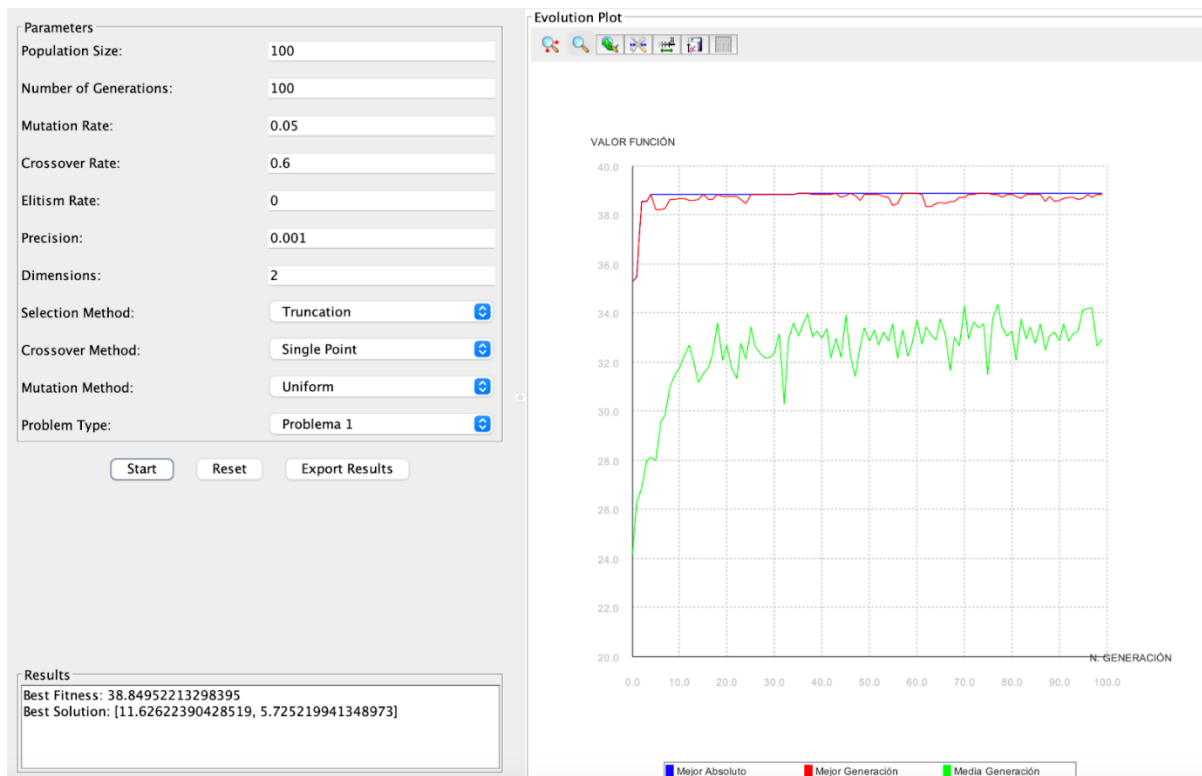 Parameters
Population Size: 100
Number of Generations: 100
Mutation Rate: 0.05
Crossover Rate: 0.6
Elitism Rate: 0
Precision: 0.001
Dimensions: 2
Selection Method: Truncation
Crossover Method: Single Point
Mutation Method: Uniform
Problem Type: Problema 1
Start Reset Export Results
Results
Best Fitness: 38.84952213298395
Best Solution: [11.62622390428519, 5.725219941348973]
Evolution Plot
VALOR FUNCIÓN
40.0
38.0
36.0
34.0
32.0
30.0
28.0
26.0
24.0
22.0
20.0
N. GENERACIÓN
0.0 10.0 20.0 30.0 40.0 50.0 60.0 70.0 80.0 90.0 100.0
Mejor Absoluto Mejor Generación Media Generación